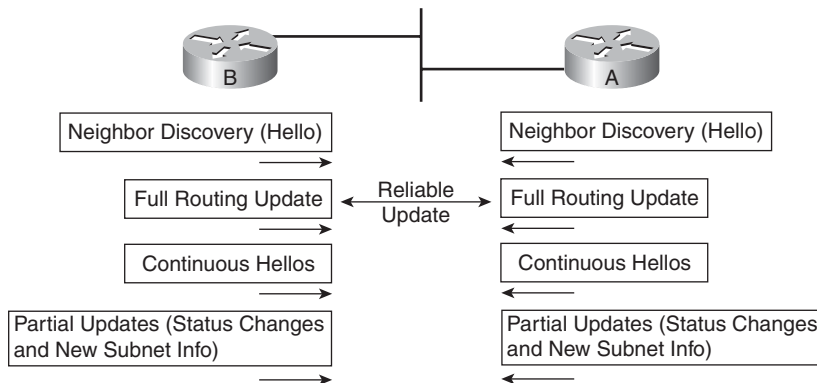 B
A
Neighbor Discovery (Hello)
Neighbor Discovery (Hello)
Full Routing Update
Reliable
Update
Full Routing Update
Continuous Hellos
Continuous Hellos
Partial Updates (Status Changes
and New Subnet Info)
Partial Updates (Status Changes
and New Subnet Info)